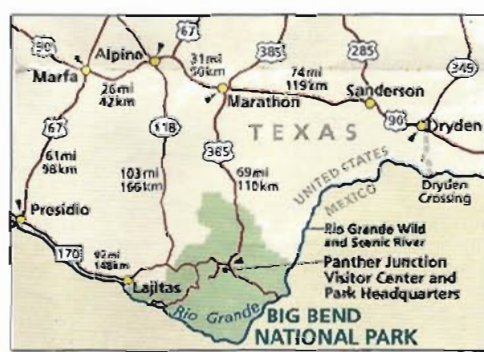 67
385
285
349
90
Alpine
Marfa
31mi
50km
74mi
119km
Sanderson
26mi
42km
Marathon
90
Dryden
67
118
385
TEXAS
61mi
98km
103mi
166km
69mi
110km
UNITED STATES
MEXICO
Dryden
Crossing
Presidio
Rio Grande Wild
and Scenic River
170
92mi
148km
Lajitas
Panther Junction
Visitor Center and
Park Headquarters
Rio Grande
BIG BEND
NATIONAL PARK